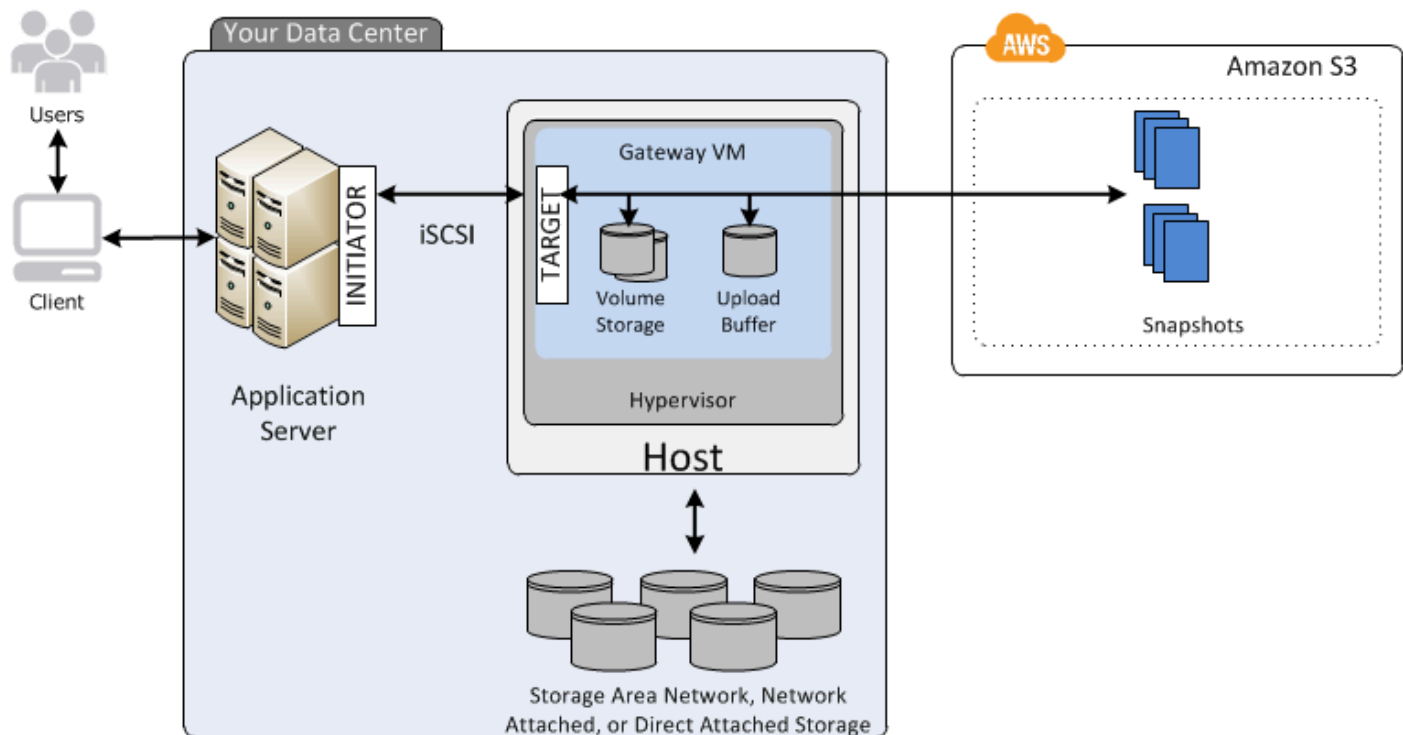 Your Data Center
AWS
Amazon S3
Users
Client
INITIATOR
iSCSI
Application
Server
Gateway VM
TARGET
Volume
Storage
Upload
Buffer
Hypervisor
Host
Snapshots
Storage Area Network, Network
Attached, or Direct Attached Storage